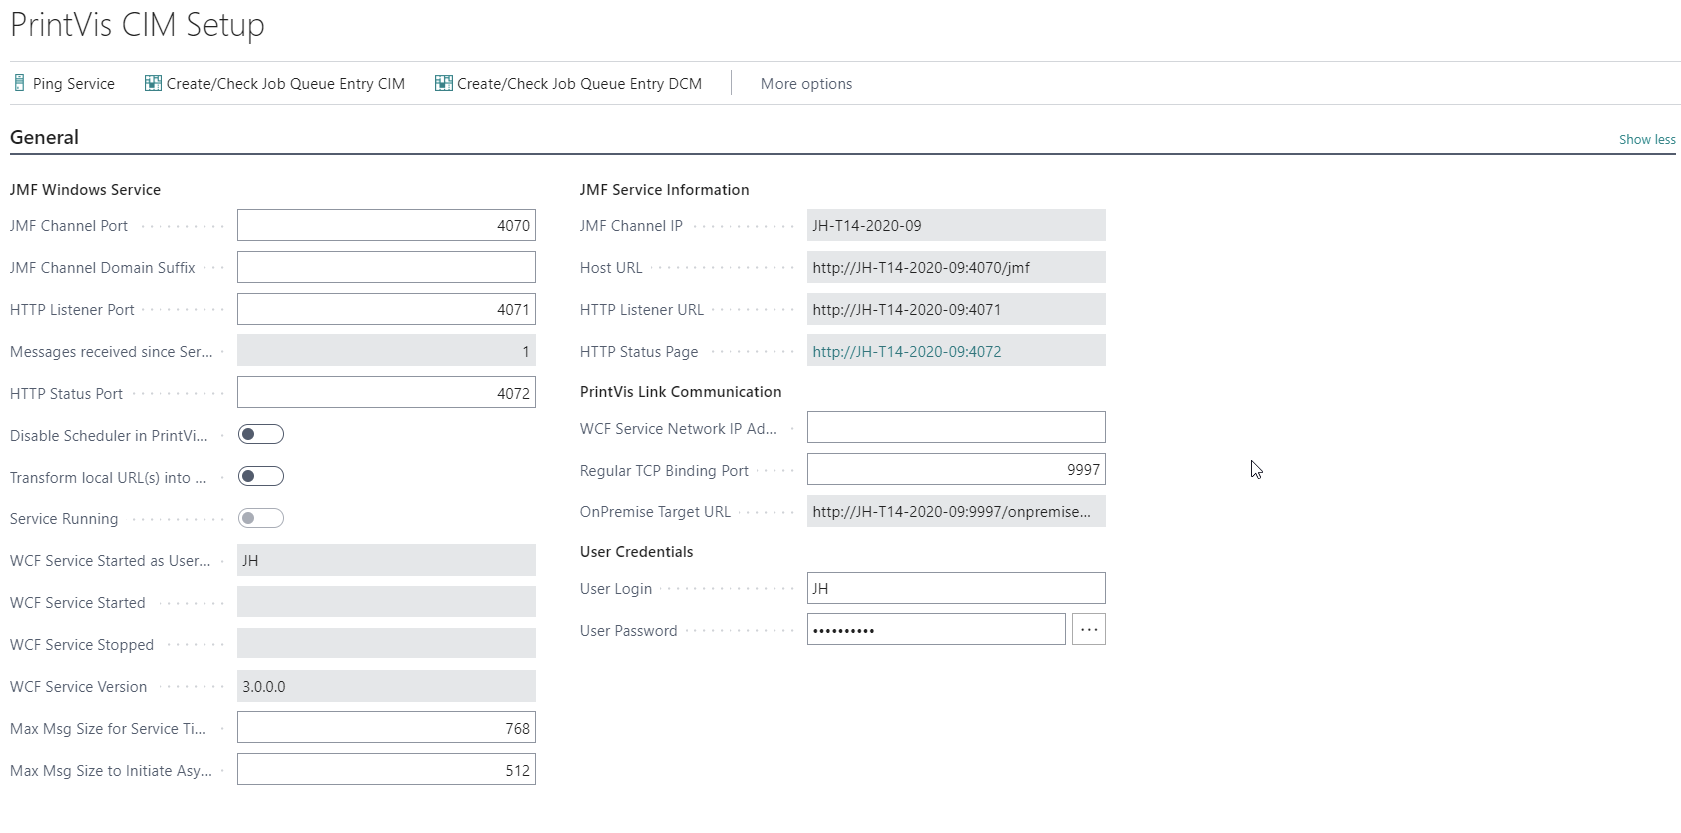 PrintVis CIM Setup
Ping Service Create/Check Job Queue Entry CIM Create/Check Job Queue Entry DCM More options
General Show less
JMF Windows Service
JMF Channel Port 4070
JMF Channel Domain Suffix
HTTP Listener Port 4071
Messages received since Ser... 1
HTTP Status Port 4072
Disable Scheduler in PrintVi...
Transform local URL(s) into ...
Service Running
WCF Service Started as User... JH
WCF Service Started
WCF Service Stopped
WCF Service Version 3.0.0.0
Max Msg Size for Service Ti... 768
Max Msg Size to Initiate Asy... 512
JMF Service Information
JMF Channel IP JH-T14-2020-09
Host URL http://JH-T14-2020-09:4070/jmf
HTTP Listener URL http://JH-T14-2020-09:4071
HTTP Status Page http://JH-T14-2020-09:4072
PrintVis Link Communication
WCF Service Network IP Ad...
Regular TCP Binding Port 9997
OnPremise Target URL http://JH-T14-2020-09:9997/onpremise...
User Credentials
User Login JH
User Password ••••••••••